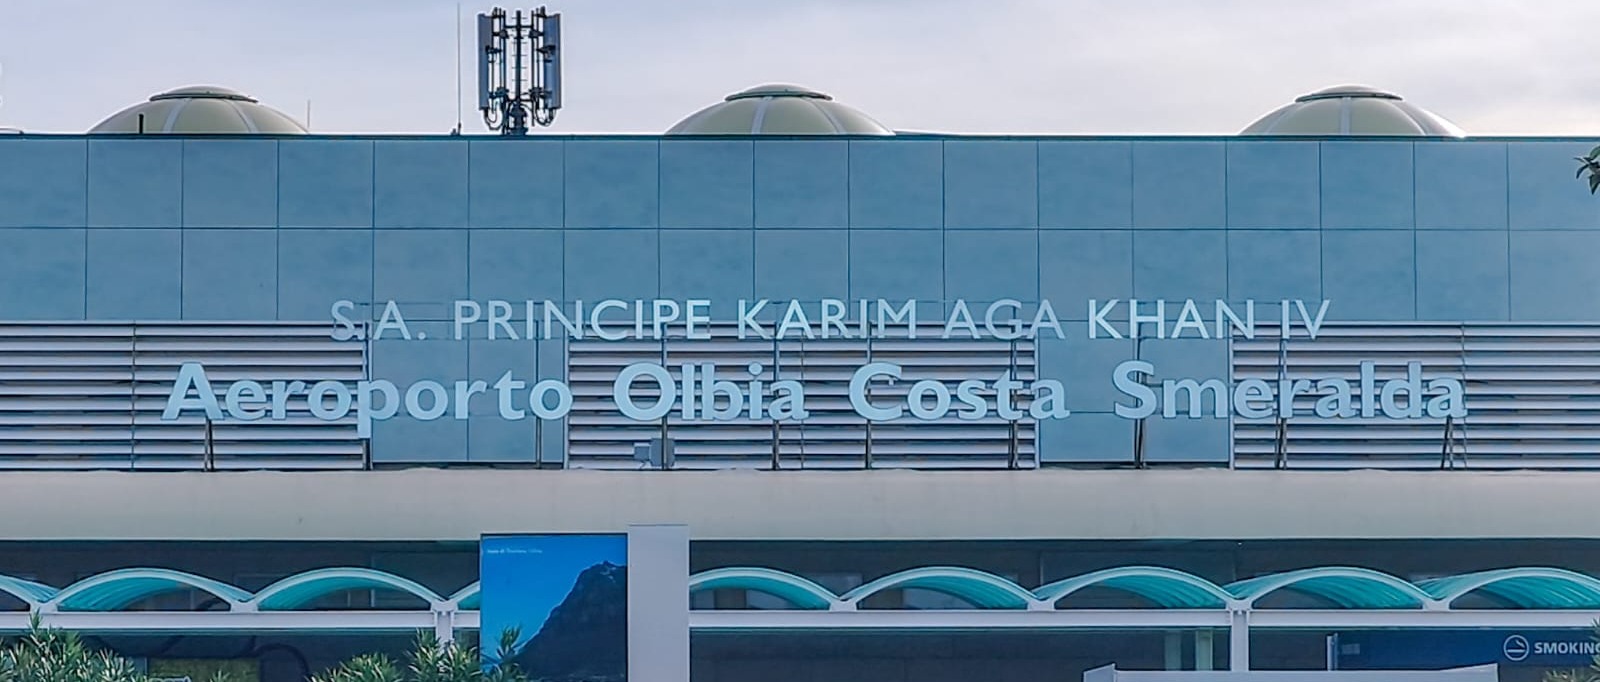 S.A. PRINCIPE KARIM AGA KHAN IV
Aeroporto Olbia Costa Smeralda
SMOKING